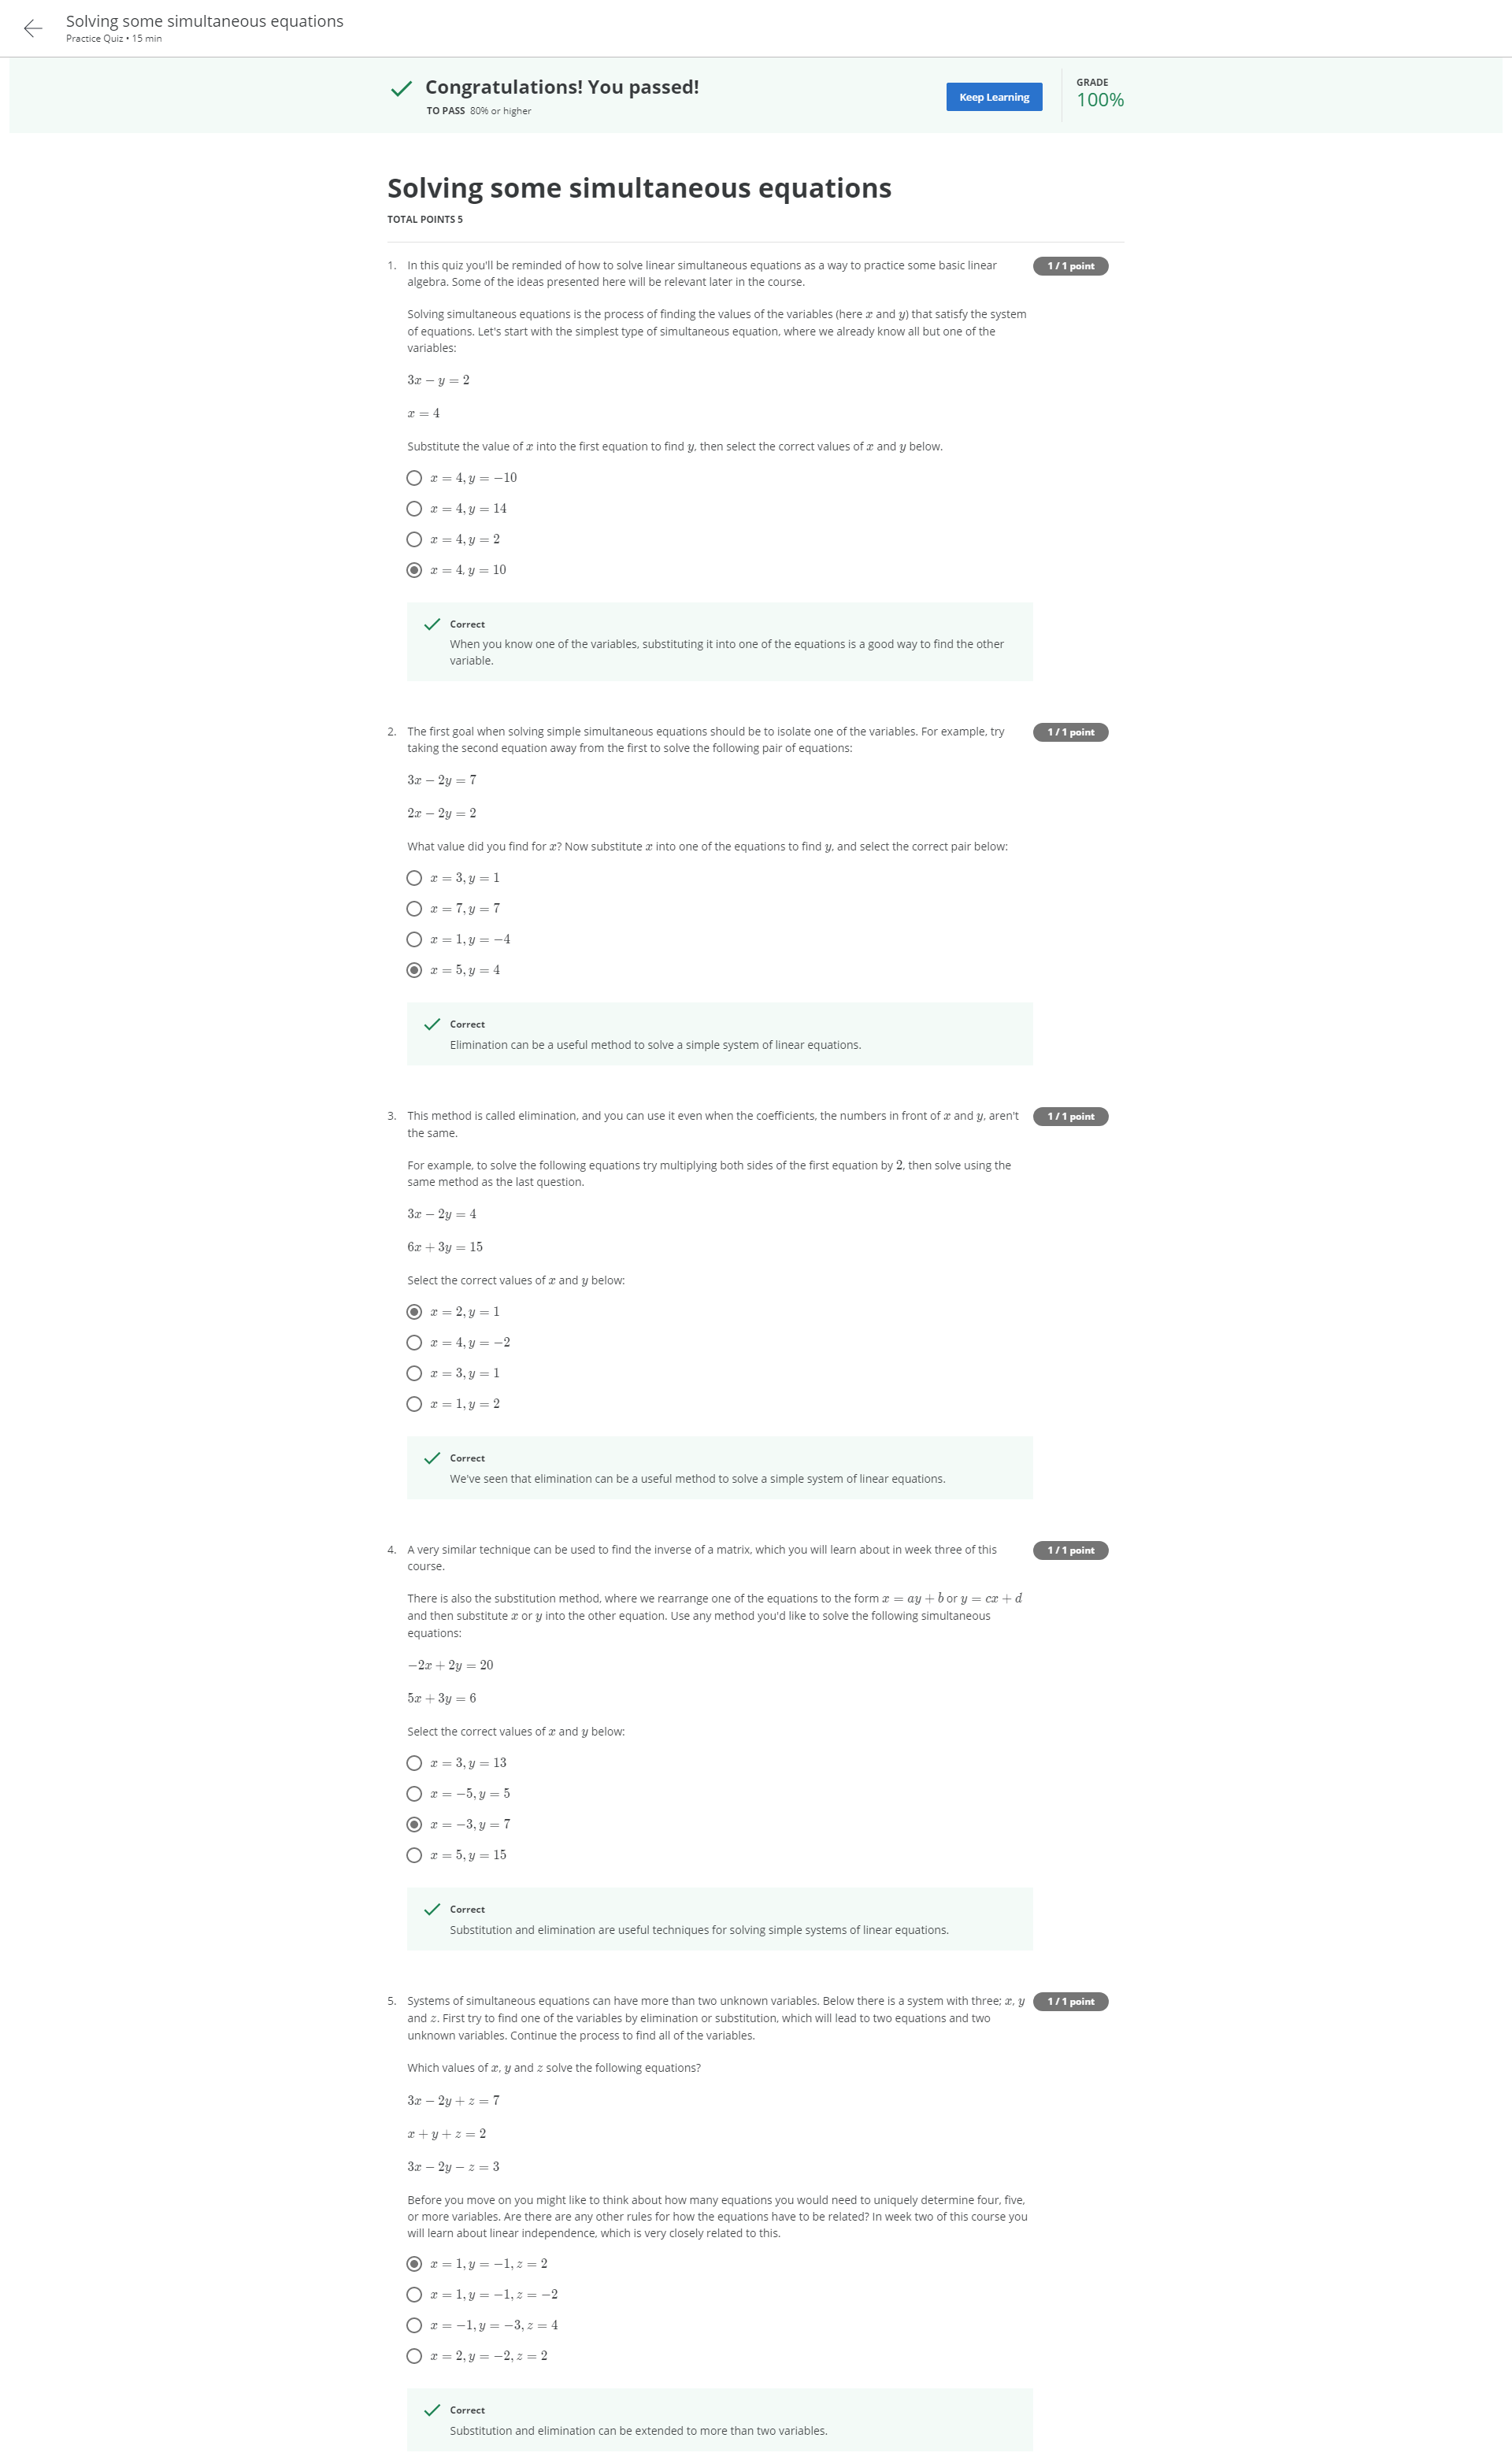 Solving some simultaneous equations
Practice Quiz • 15 min
Congratulations! You passed!
TO PASS 80% or higher
Keep Learning
GRADE
100%
Solving some simultaneous equations
TOTAL POINTS 5
1. In this quiz you'll be reminded of how to solve linear simultaneous equations as a way to practice some basic linear
algebra. Some of the ideas presented here will be relevant later in the course.
1 / 1 point
Solving simultaneous equations is the process of finding the values of the variables (here x and y) that satisfy the system
of equations. Let's start with the simplest type of simultaneous equation, where we already know all but one of the
variables:
3x − y = 2
x = 4
Substitute the value of x into the first equation to find y, then select the correct values of x and y below.
x = 4, y = −10
x = 4, y = 14
x = 4, y = 2
x = 4, y = 10
Correct
When you know one of the variables, substituting it into one of the equations is a good way to find the other
variable.
2. The first goal when solving simple simultaneous equations should be to isolate one of the variables. For example, try
taking the second equation away from the first to solve the following pair of equations:
1 / 1 point
3x − 2y = 7
2x − 2y = 2
What value did you find for x? Now substitute x into one of the equations to find y, and select the correct pair below:
x = 3, y = 1
x = 7, y = 7
x = 1, y = −4
x = 5, y = 4
Correct
Elimination can be a useful method to solve a simple system of linear equations.
3. This method is called elimination, and you can use it even when the coefficients, the numbers in front of x and y, aren't
the same.
1 / 1 point
For example, to solve the following equations try multiplying both sides of the first equation by 2, then solve using the
same method as the last question.
3x − 2y = 4
6x + 3y = 15
Select the correct values of x and y below:
x = 2, y = 1
x = 4, y = −2
x = 3, y = 1
x = 1, y = 2
Correct
We've seen that elimination can be a useful method to solve a simple system of linear equations.
4. A very similar technique can be used to find the inverse of a matrix, which you will learn about in week three of this
course.
1 / 1 point
There is also the substitution method, where we rearrange one of the equations to the form x = ay + b or y = cx + d
and then substitute x or y into the other equation. Use any method you'd like to solve the following simultaneous
equations:
−2x + 2y = 20
5x + 3y = 6
Select the correct values of x and y below:
x = 3, y = 13
x = −5, y = 5
x = −3, y = 7
x = 5, y = 15
Correct
Substitution and elimination are useful techniques for solving simple systems of linear equations.
5. Systems of simultaneous equations can have more than two unknown variables. Below there is a system with three; x, y
and z. First try to find one of the variables by elimination or substitution, which will lead to two equations and two
unknown variables. Continue the process to find all of the variables.
1 / 1 point
Which values of x, y and z solve the following equations?
3x − 2y + z = 7
x + y + z = 2
3x − 2y − z = 3
Before you move on you might like to think about how many equations you would need to uniquely determine four, five,
or more variables. Are there are any other rules for how the equations have to be related? In week two of this course you
will learn about linear independence, which is very closely related to this.
x = 1, y = −1, z = 2
x = 1, y = −1, z = −2
x = −1, y = −3, z = 4
x = 2, y = −2, z = 2
Correct
Substitution and elimination can be extended to more than two variables.